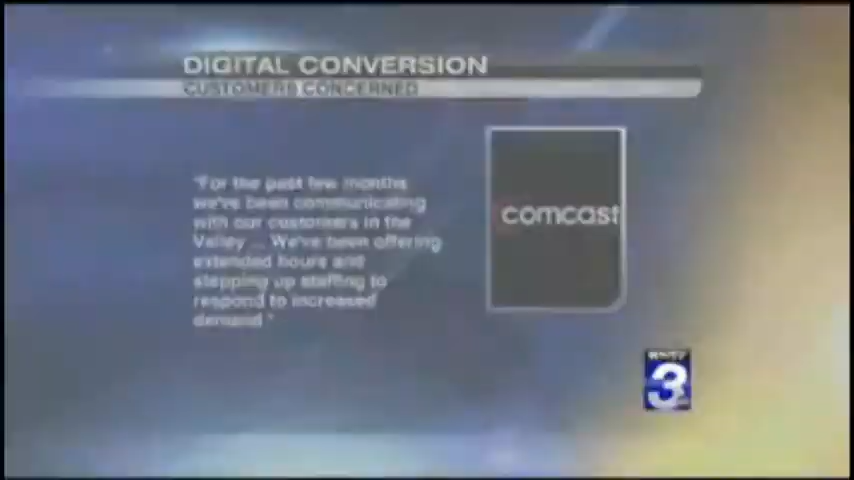 DIGITAL CONVERSION
CUSTOMERS CONCERNED
"For the past few months
we've been communicating
with our customers in the
Valley ... We've been offering
extended hours and
stepping up staffing to
respond to increased
demand."
comcast
3